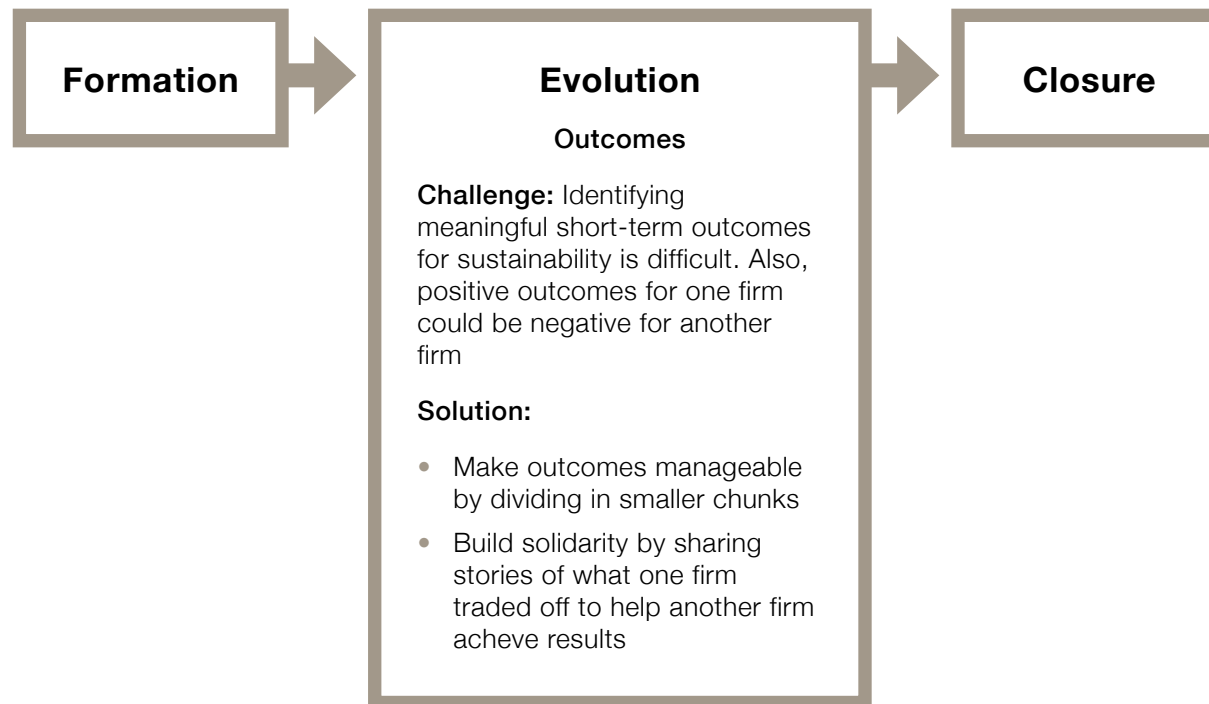 Formation
Evolution
Closure
Outcomes
Challenge: Identifying
meaningful short-term outcomes
for sustainability is difficult. Also,
positive outcomes for one firm
could be negative for another
firm
Solution:
• Make outcomes manageable
by dividing in smaller chunks
• Build solidarity by sharing
stories of what one firm
traded off to help another firm
acheve results